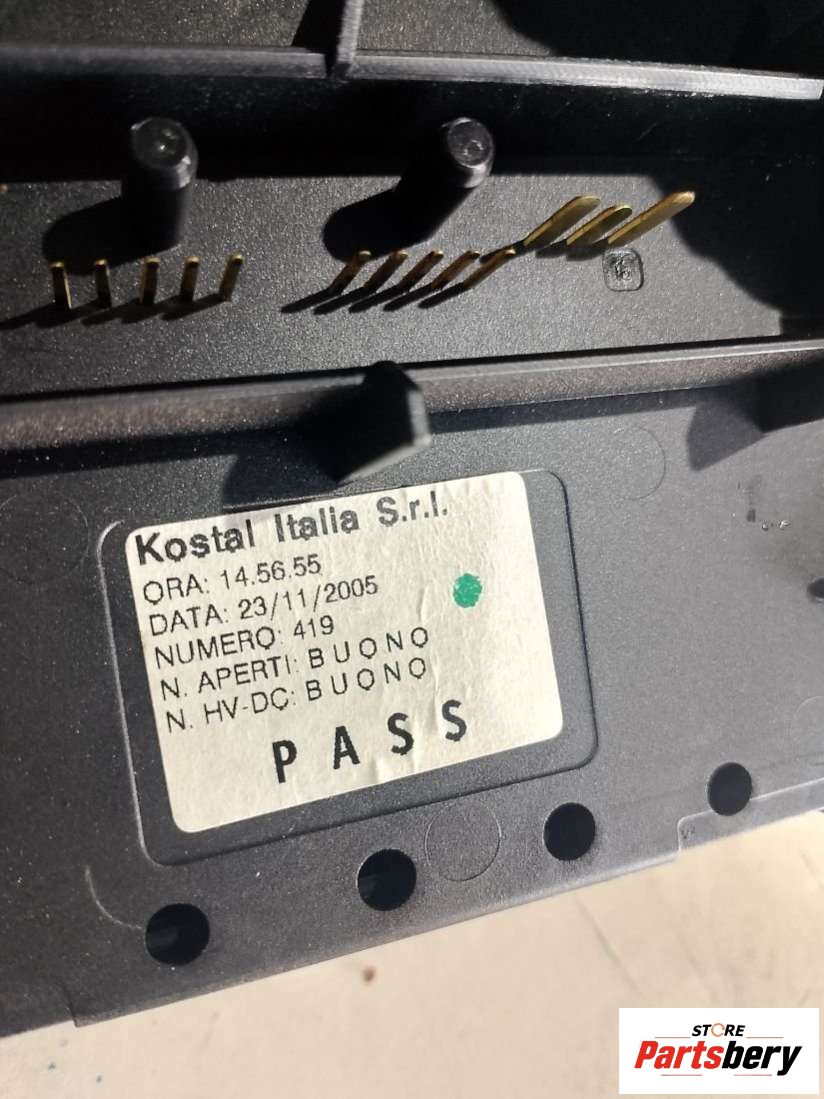 Kostal Italia S.r.l.
ORA: 14.56.55
DATA: 23/11/2005
NUMERO: 419
N. APERTI: BUONO
N. HV-DC: BUONO
PASS
STORE
Partsbery